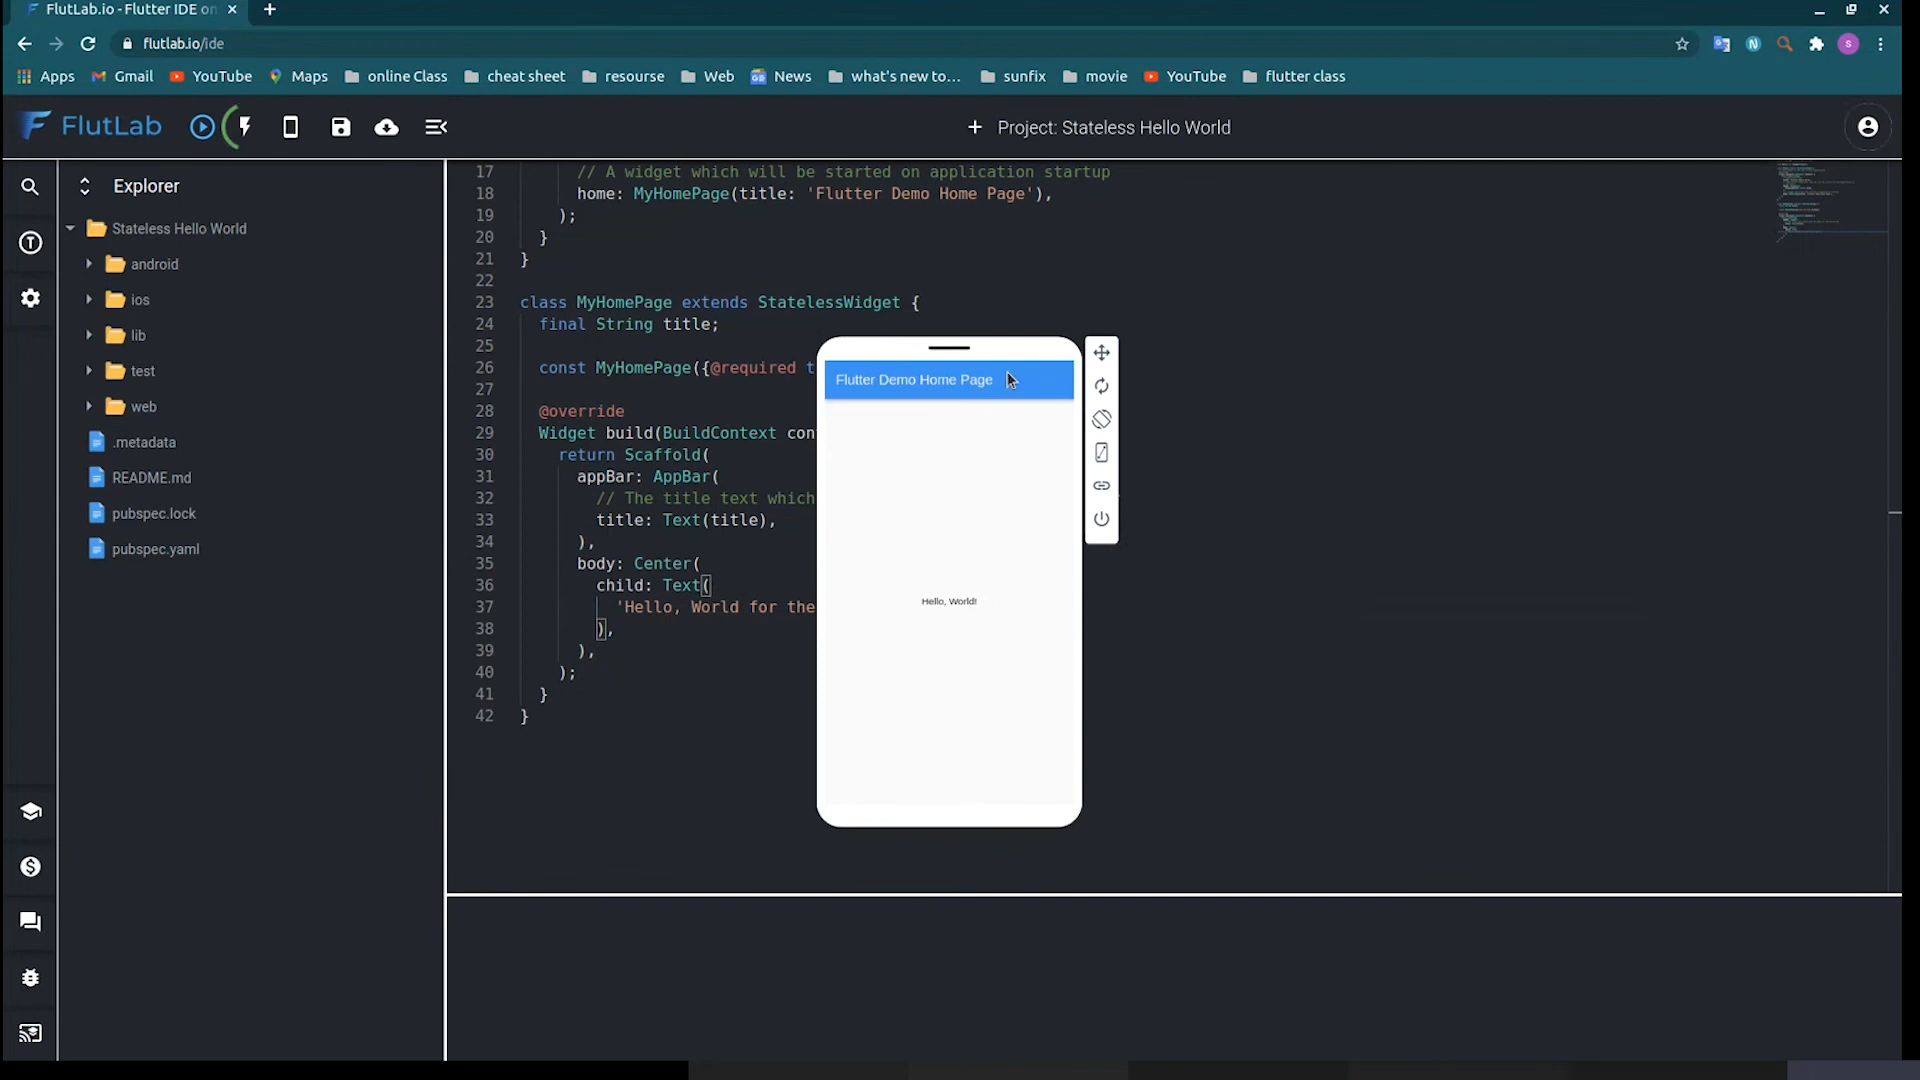 FlutLab.io - Flutter IDE on
flutlab.io/ide
Apps Gmail YouTube Maps online Class cheat sheet resourse Web News what's new to... sunfix movie YouTube flutter class
FlutLab
Project: Stateless Hello World
Explorer
Stateless Hello World
android
ios
lib
test
web
.metadata
README.md
pubspec.lock
pubspec.yaml
17 // A widget which will be started on application startup
18 home: MyHomePage(title: 'Flutter Demo Home Page'),
19 );
20 }
21 }
22
23 class MyHomePage extends StatelessWidget {
24 final String title;
25
26 const MyHomePage({@required t
27
28 @override
29 Widget build(BuildContext con
30 return Scaffold(
31 appBar: AppBar(
32 // The title text which
33 title: Text(title),
34 ),
35 body: Center(
36 child: Text(
37 'Hello, World for the
38 ),
39 ),
40 );
41 }
42 }
Flutter Demo Home Page
Hello, World!